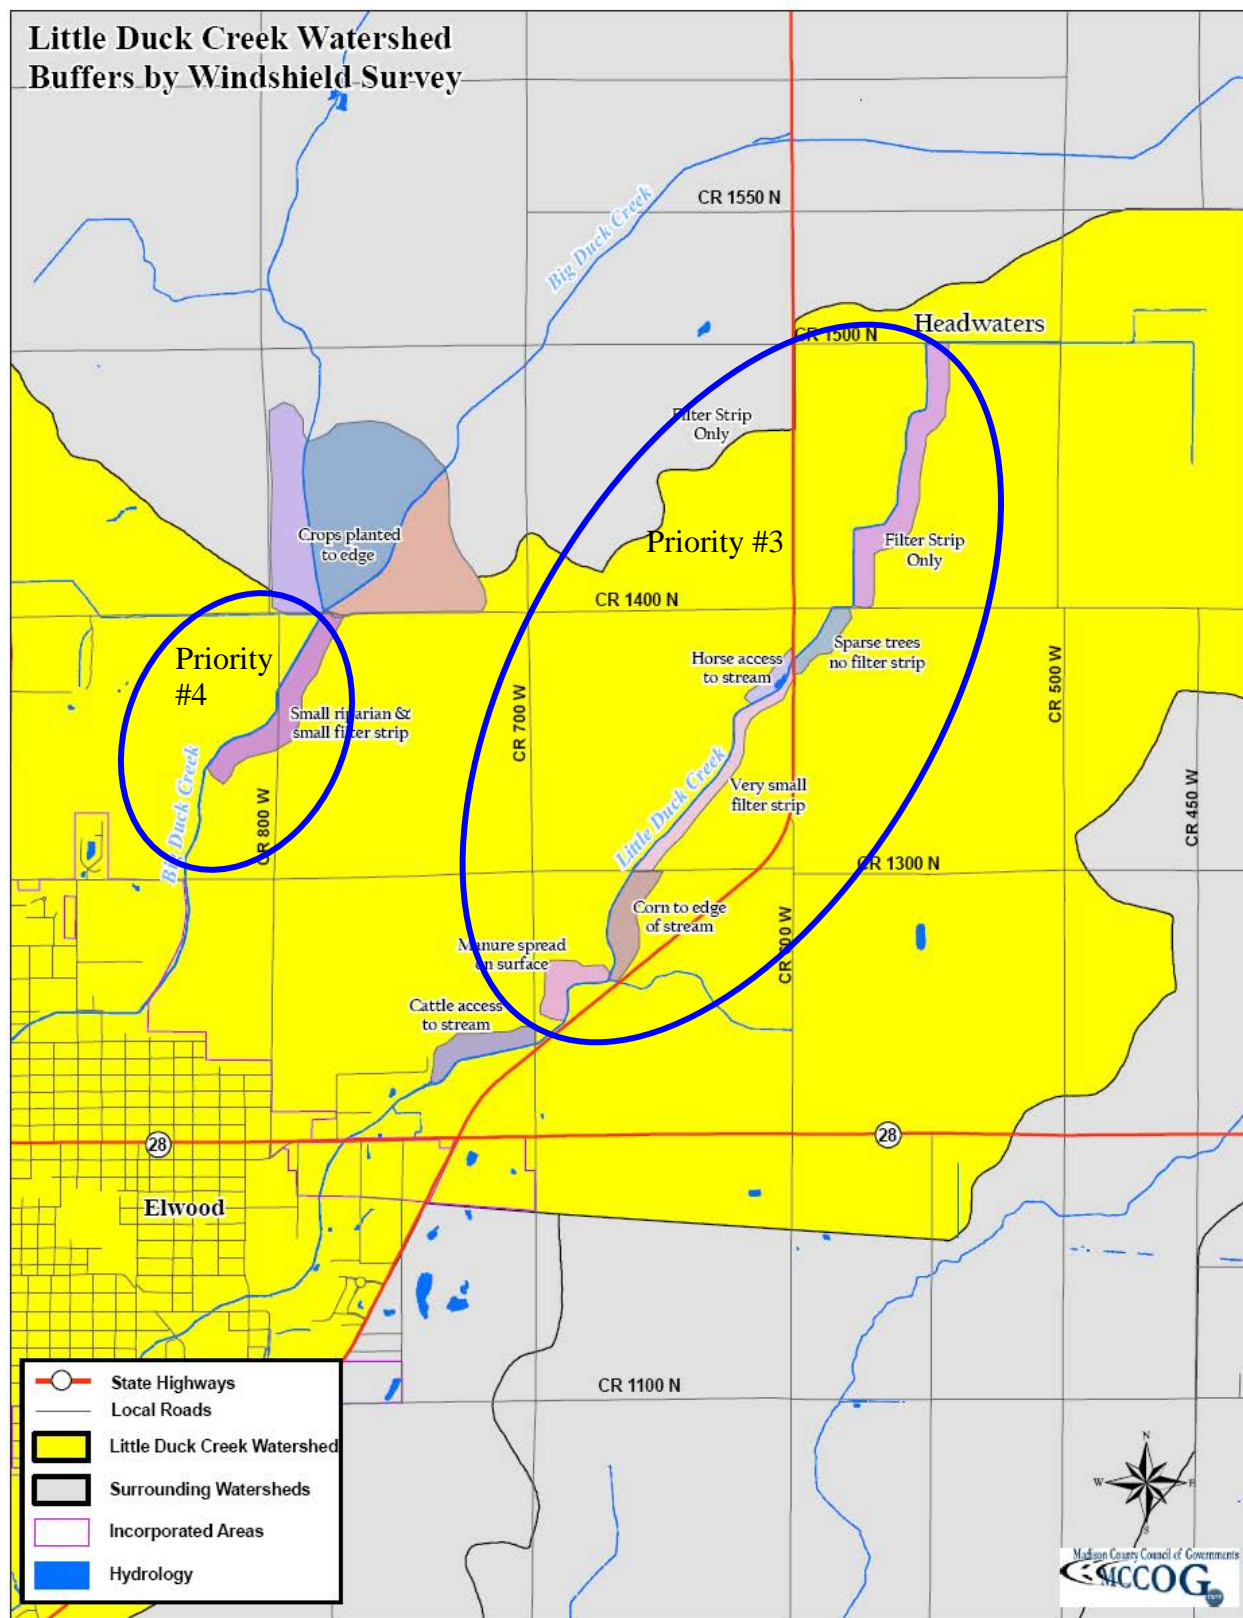 Little Duck Creek Watershed
Buffers by Windshield Survey
CR 1550 N
Big Duck Creek
Headwaters
CR 1500 N
Filter Strip
Only
Crops planted
to edge
Priority #3
Filter Strip
Only
CR 1400 N
Priority
#4
Horse access
to stream
Sparse trees
no filter strip
CR 700 W
CR 500 W
Small riparian &
small filter strip
Big Duck Creek
CR 800 W
Little Duck Creek
Very small
filter strip
CR 450 W
CR 1300 N
Corn to edge
of stream
Manure spread
on surface
CR 600 W
Cattle access
to stream
28
28
Elwood
CR 1100 N
State Highways
Local Roads
Little Duck Creek Watershed
Surrounding Watersheds
Incorporated Areas
Hydrology
N
W
E
S
Madison County Council of Governments
MCCOG